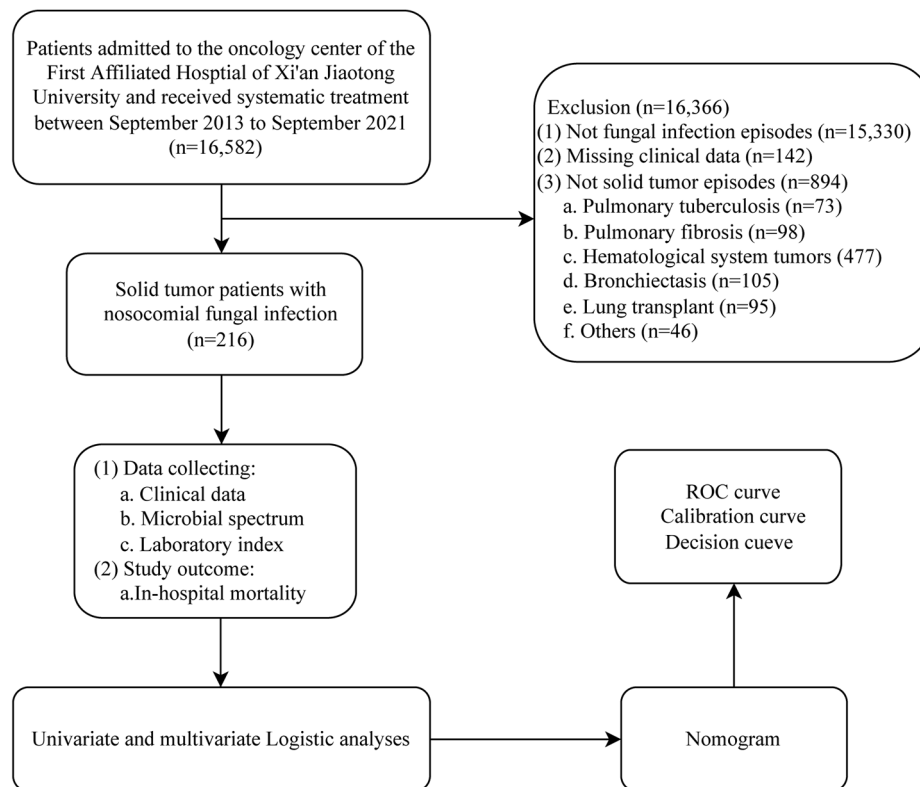 Patients admitted to the oncology center of the
First Affiliated Hosptial of Xi'an Jiaotong
University and received systematic treatment
between September 2013 to September 2021
(n=16,582)
Exclusion (n=16,366)
(1) Not fungal infection episodes (n=15,330)
(2) Missing clinical data (n=142)
(3) Not solid tumor episodes (n=894)
a. Pulmonary tuberculosis (n=73)
b. Pulmonary fibrosis (n=98)
c. Hematological system tumors (477)
d. Bronchiectasis (n=105)
e. Lung transplant (n=95)
f. Others (n=46)
Solid tumor patients with
nosocomial fungal infection
(n=216)
(1) Data collecting:
a. Clinical data
b. Microbial spectrum
c. Laboratory index
(2) Study outcome:
a.In-hospital mortality
ROC curve
Calibration curve
Decision cueve
Univariate and multivariate Logistic analyses
Nomogram